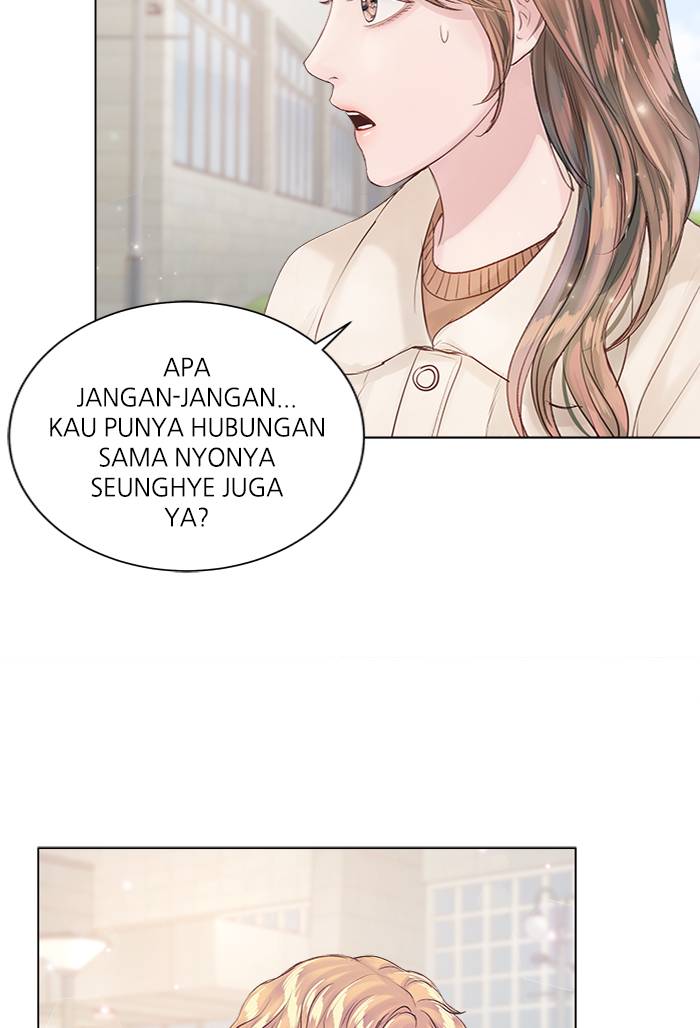 APA
JANGAN-JANGAN...
KAU PUNYA HUBUNGAN
SAMA NYONYA
SEUNGHYE JUGA
YA?